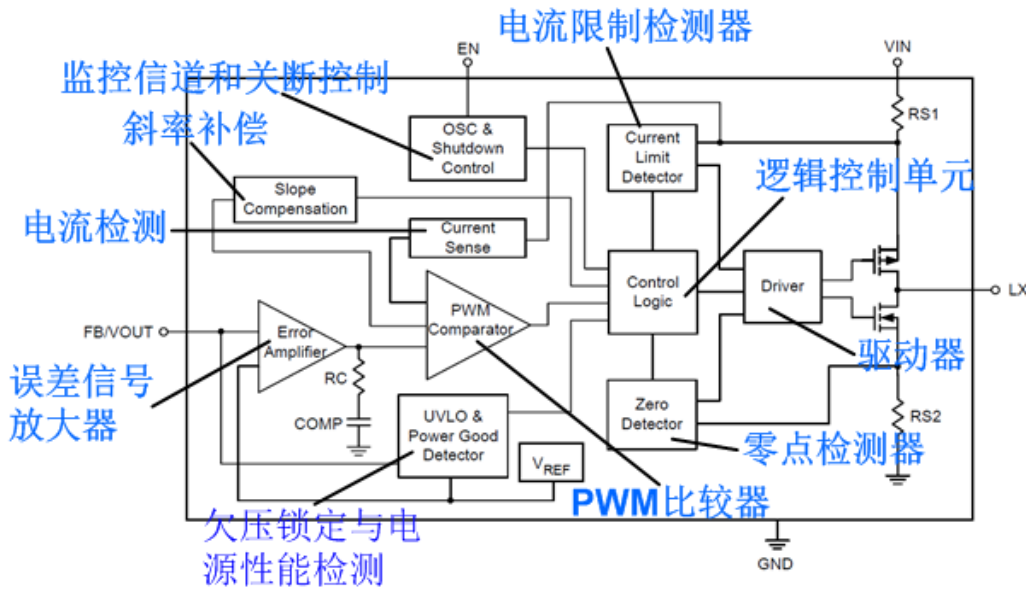 电流限制检测器
EN
VIN
监控信道和关断控制
RS1
斜率补偿
OSC &
Shutdown
Control
Current
Limit
Detector
逻辑控制单元
Slope
Compensation
电流检测
Current
Sense
Control
Logic
Driver
LX
PWM
Comparator
FB/VOUT
Error
Amplifier
驱动器
误差信号
放大器
RC
COMP
UVLO &
Power Good
Detector
Zero
Detector
RS2
零点检测器
VREF
PWM比较器
欠压锁定与电
源性能检测
GND